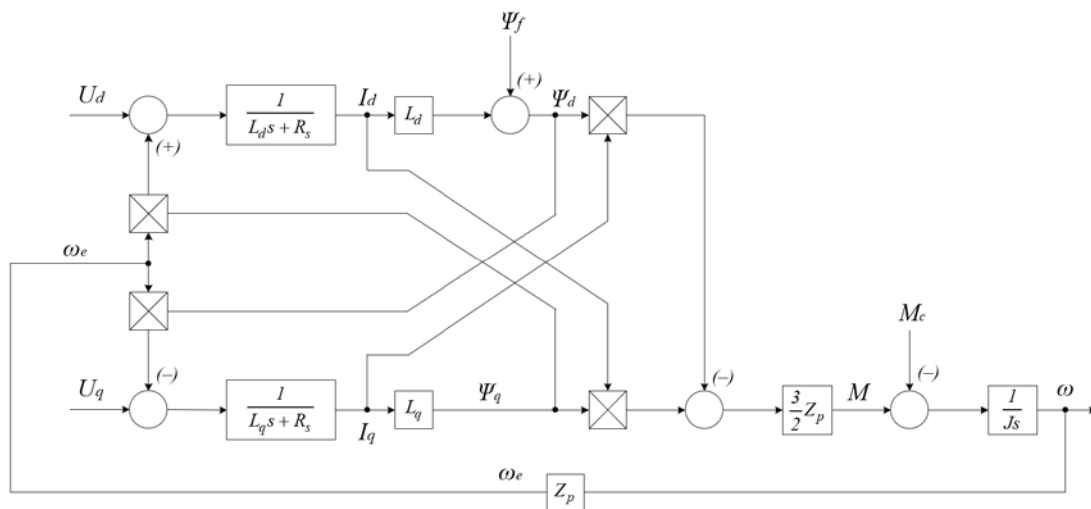 Ψf
(+)
Ud
1
Lds + Rs
Id
Ld
Ψd
(+)
ωe
Mc
(–)
(–)
(–)
Uq
1
Lqs + Rs
Iq
Lq
Ψq
3
2
Zp
M
1
Js
ω
ωe
Zp